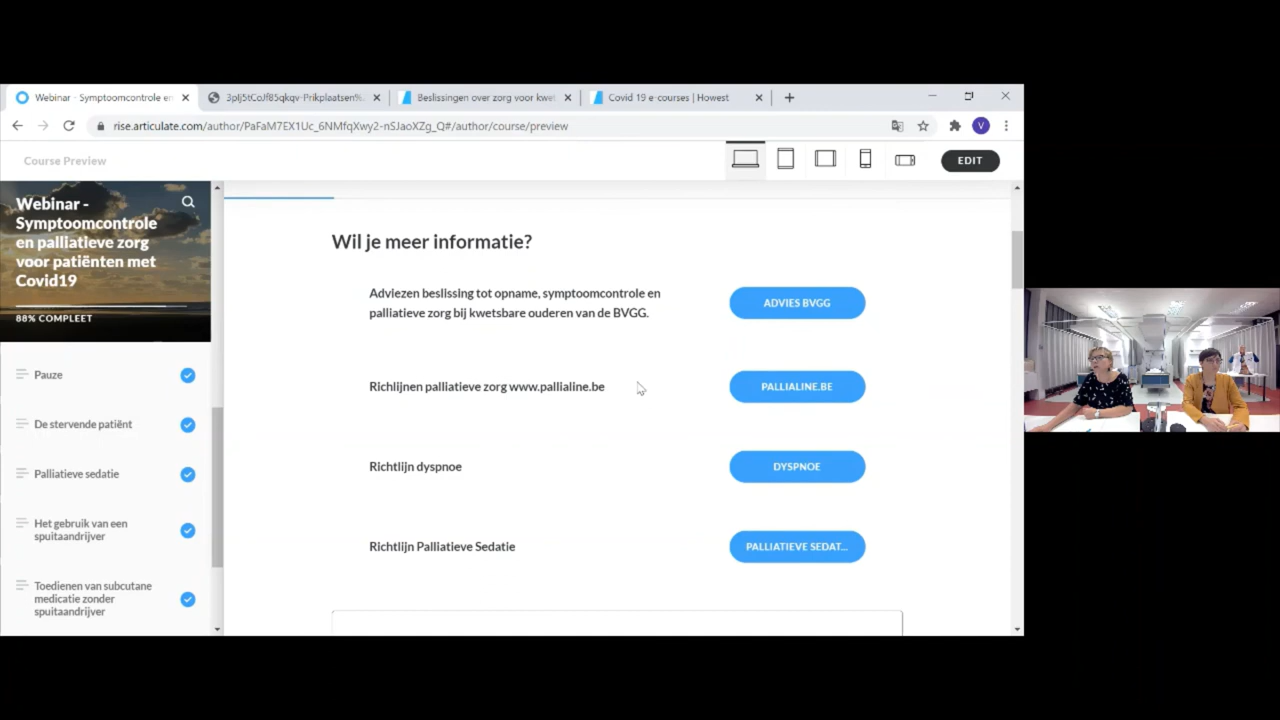 Webinar - Symptoomcontrole en
Prikplaatsen%
Beslissingen over zorg voor kwet
Covid 19 e-courses | Howest
rise.articulate.com/author/PaFaM7EX1Uc_6NMfqXwy2-nSJaoXZg_Q#/author/course/preview
V
Course Preview
EDIT
Webinar -
Symptoomcontrole
en palliatieve zorg
voor patiënten met
Covid19
88% COMPLEET
Pauze
De stervende patiënt
Palliatieve sedatie
Het gebruik van een
spuitaandrijver
Toedienen van subcutane
medicatie zonder
spuitaandrijver
Wil je meer informatie?
Adviezen beslissing tot opname, symptoomcontrole en
palliatieve zorg bij kwetsbare ouderen van de BVGG.
ADVIES BVGG
Richlijnen palliatieve zorg www.pallialine.be
PALLIALINE.BE
Richtlijn dyspnoe
DYSPNOE
Richtlijn Palliatieve Sedatie
PALLIATIEVE SEDAT...